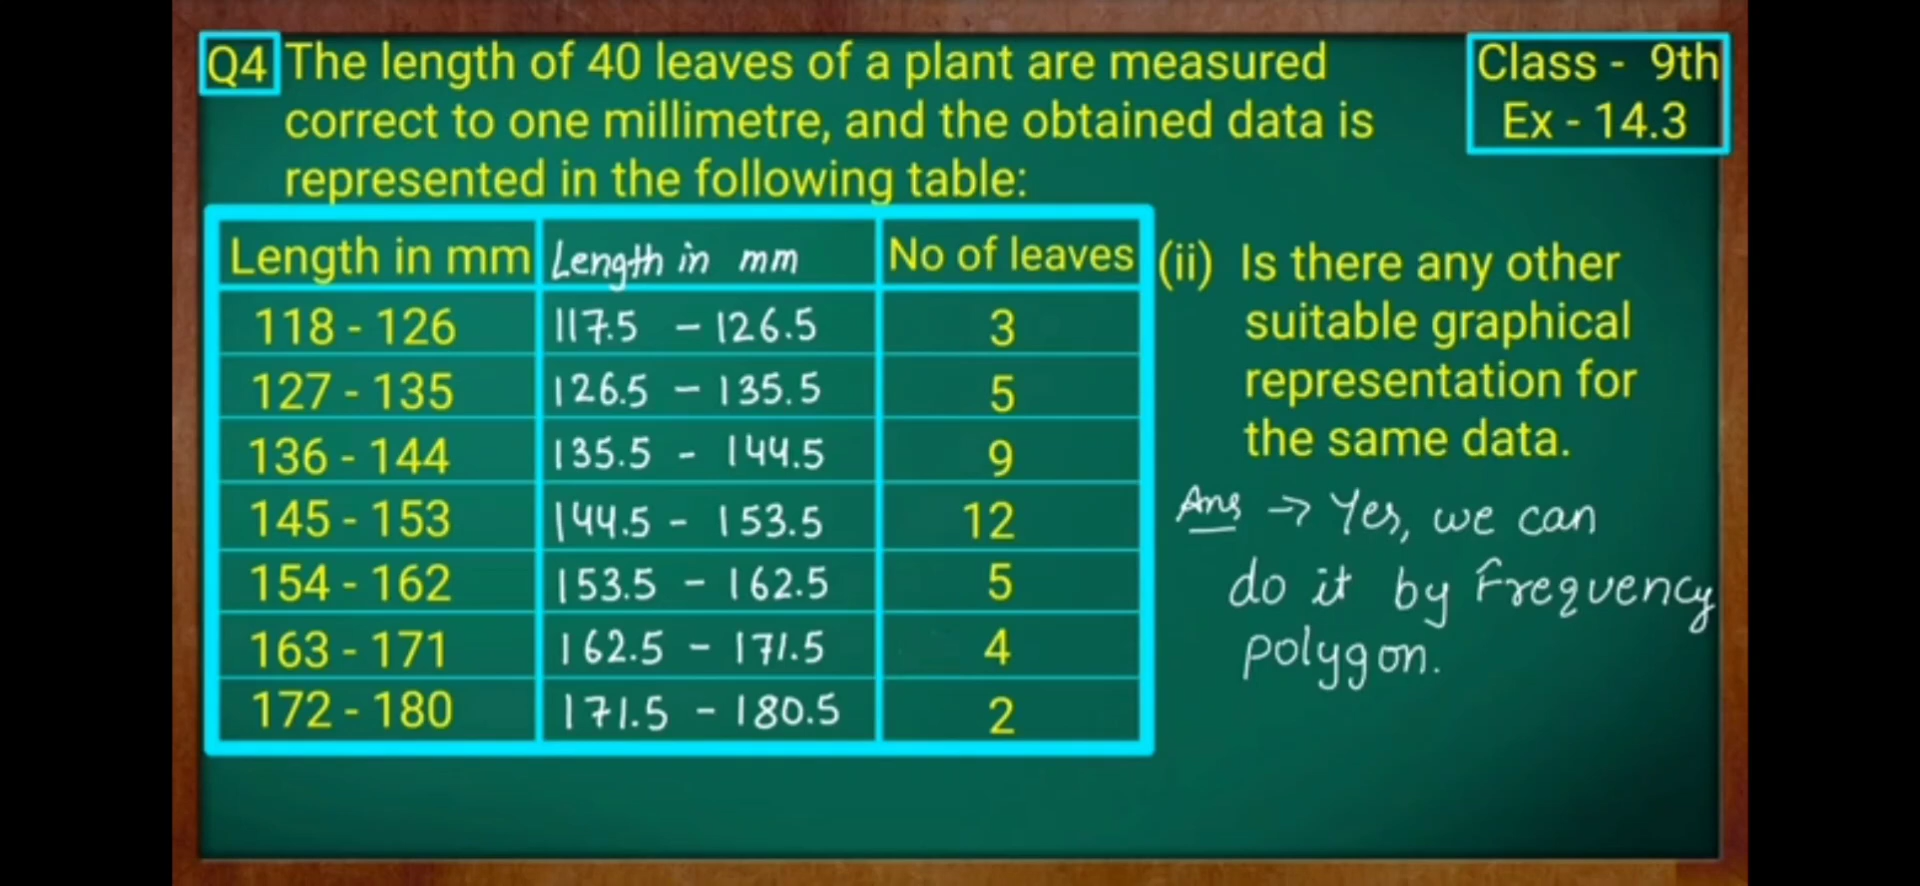 Q4 The length of 40 leaves of a plant are measured
correct to one millimetre, and the obtained data is
represented in the following table:
Class - 9th
Ex - 14.3
Length in mm Length in mm No of leaves
118 - 126 117.5 - 126.5 3
127 - 135 126.5 - 135.5 5
136 - 144 135.5 - 144.5 9
145 - 153 144.5 - 153.5 12
154 - 162 153.5 - 162.5 5
163 - 171 162.5 - 171.5 4
172 - 180 171.5 - 180.5 2
(ii) Is there any other
suitable graphical
representation for
the same data.
Ans → Yes, we can
do it by Frequency
polygon.